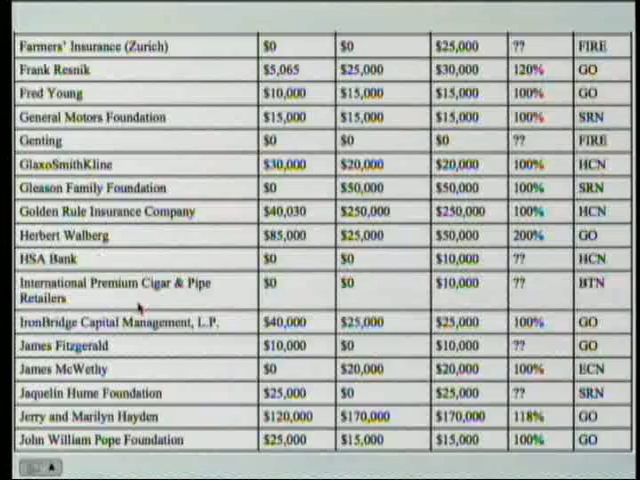 Farmers' Insurance (Zurich) $0 $0 $25,000 ?? FIRE
Frank Resnik $5,065 $25,000 $30,000 120% GO
Fred Young $10,000 $15,000 $15,000 100% GO
General Motors Foundation $15,000 $15,000 $15,000 100% SRN
Genting $0 $0 $0 ?? FIRE
GlaxoSmithKline $30,000 $20,000 $20,000 100% HCN
Gleason Family Foundation $0 $50,000 $50,000 100% SRN
Golden Rule Insurance Company $40,030 $250,000 $250,000 100% HCN
Herbert Walberg $85,000 $25,000 $50,000 200% GO
HSA Bank $0 $0 $10,000 ?? HCN
International Premium Cigar & Pipe $0 $0 $10,000 ?? BTN
Retailers
IronBridge Capital Management, L.P. $40,000 $25,000 $25,000 100% GO
James Fitzgerald $10,000 $0 $10,000 ?? GO
James McWethy $0 $20,000 $20,000 100% ECN
Jaquelin Hume Foundation $25,000 $0 $25,000 ?? SRN
Jerry and Marilyn Hayden $120,000 $170,000 $170,000 118% GO
John William Pope Foundation $25,000 $15,000 $15,000 100% GO